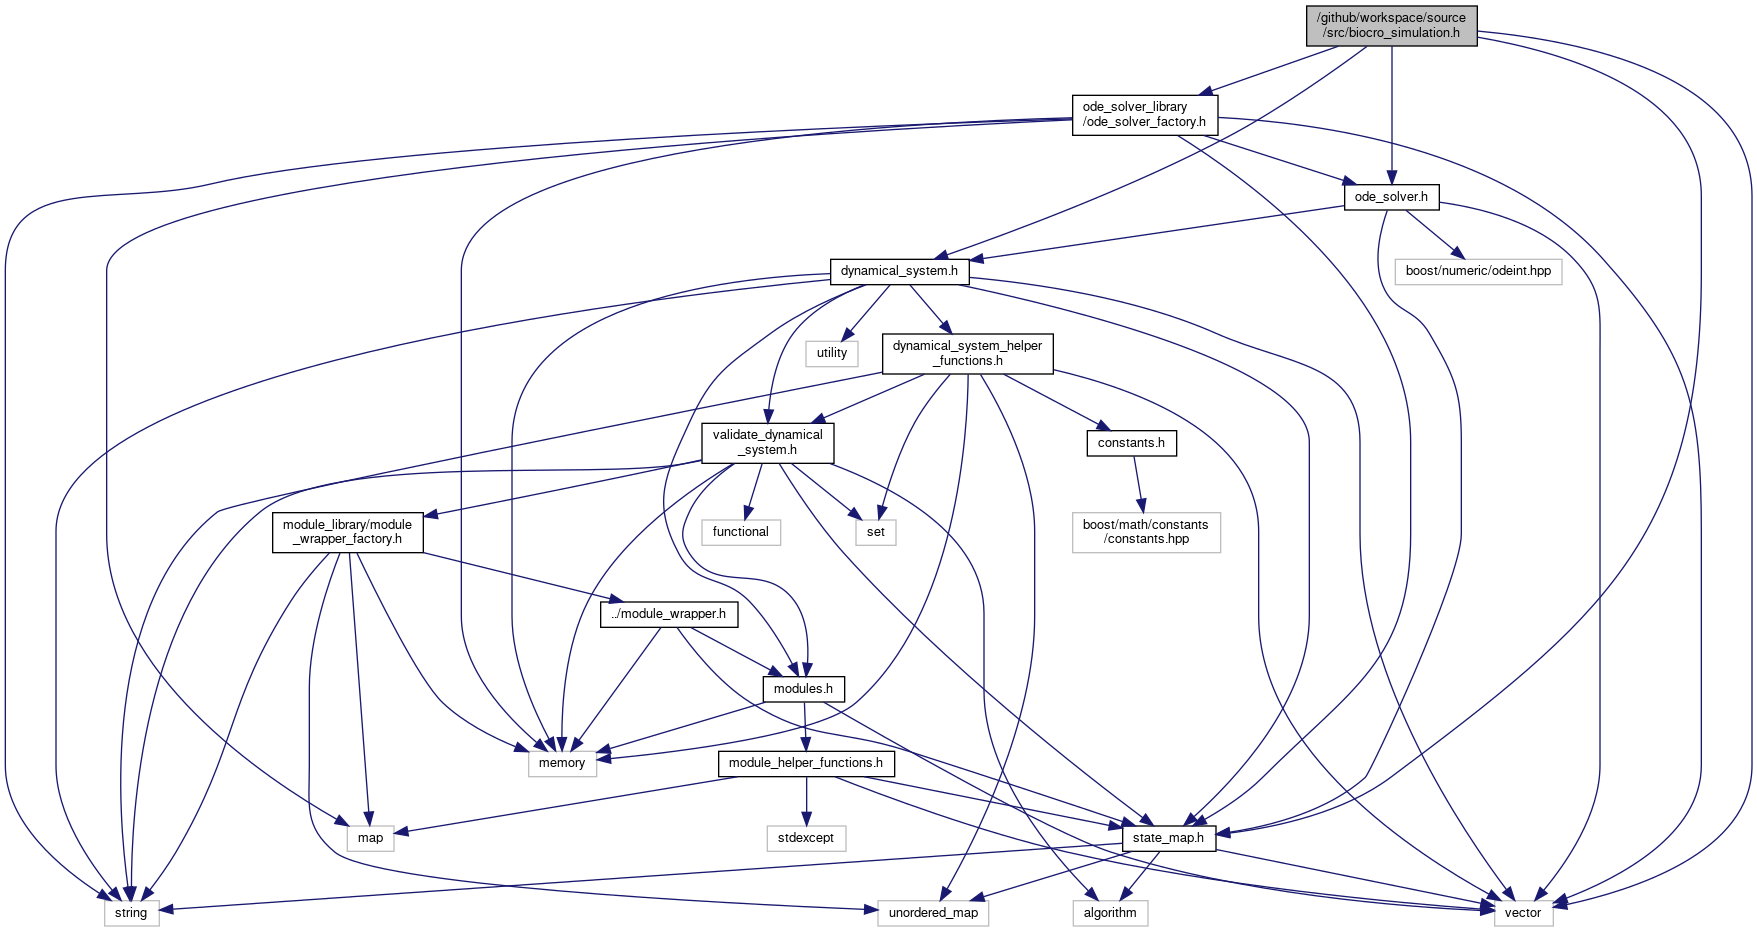 /github/workspace/source
/src/biocro_simulation.h
ode_solver_library
/ode_solver_factory.h
ode_solver.h
dynamical_system.h
boost/numeric/odeint.hpp
utility
dynamical_system_helper
_functions.h
validate_dynamical
_system.h
constants.h
module_library/module
_wrapper_factory.h
functional
set
boost/math/constants
/constants.hpp
../module_wrapper.h
modules.h
memory
module_helper_functions.h
map
stdexcept
state_map.h
string
unordered_map
algorithm
vector